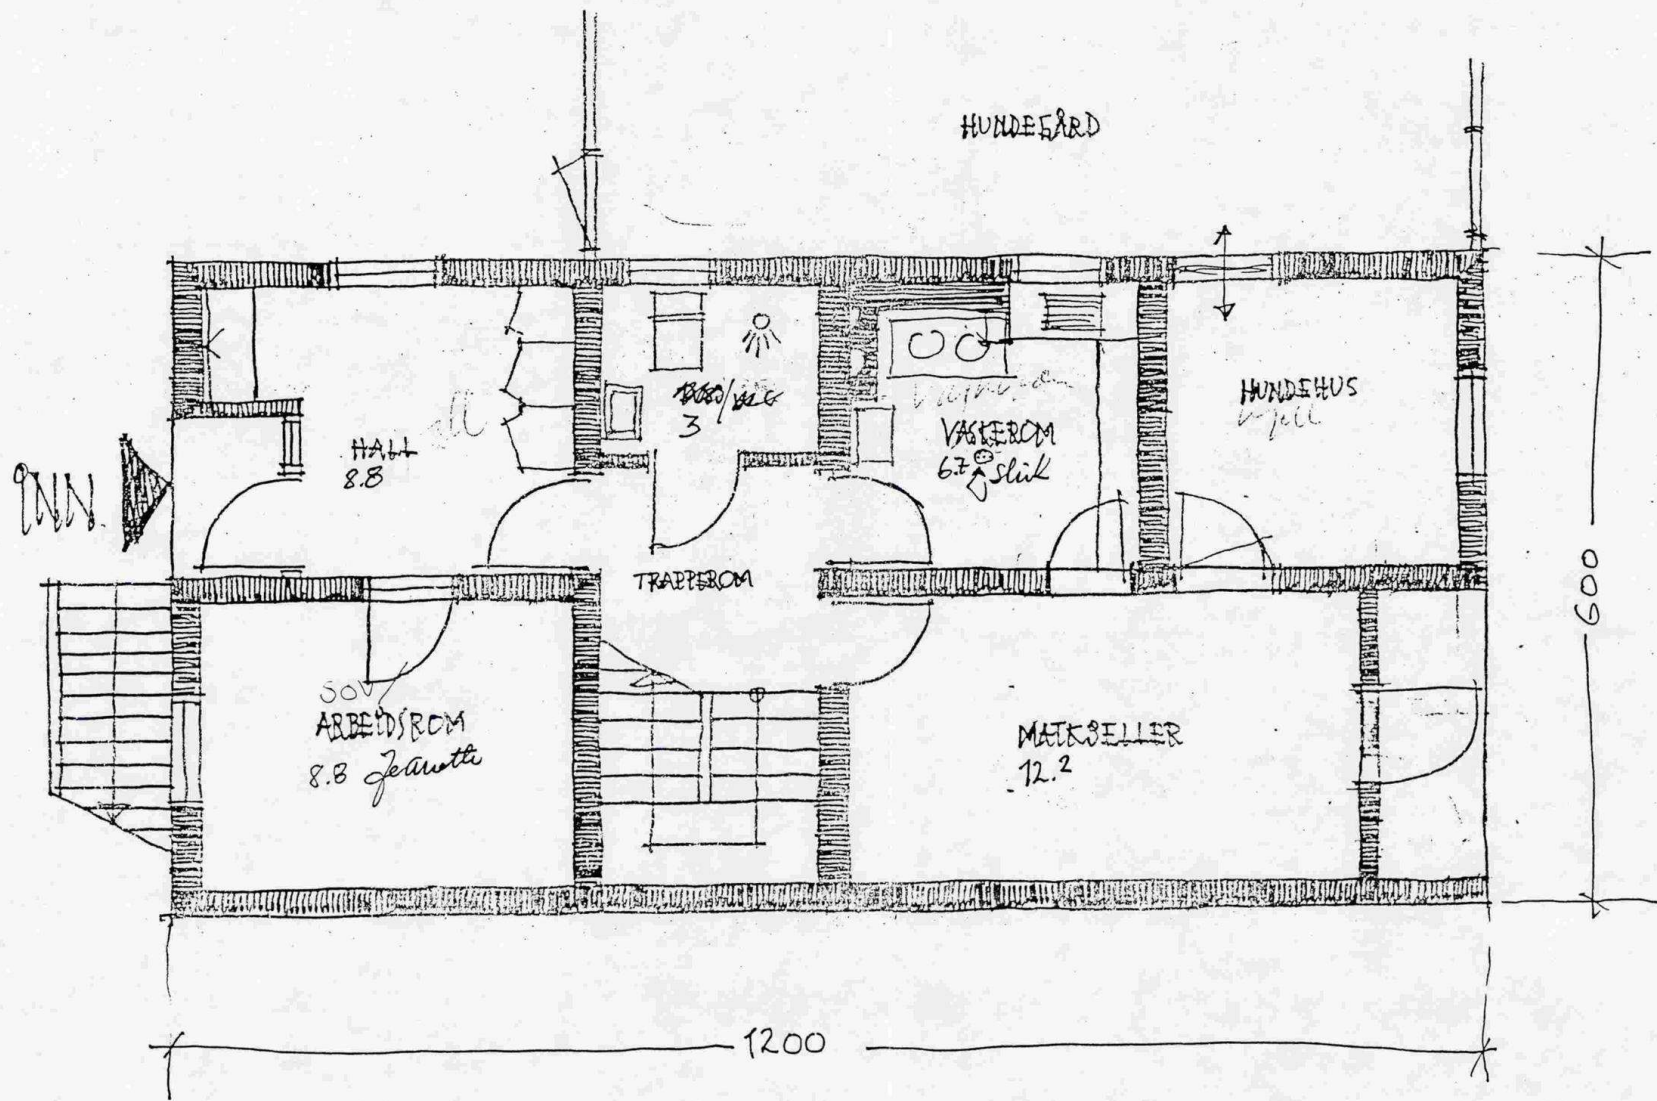 HUNDEGÅRD
INN.
HALL
8.8
3
VASKEROM
6.7 Sluk
HUNDEHUS
TRAPPEROM
600
SOV
ARBEIDSROM
8.8 Jeanette
MATKJELLER
12.2
1200